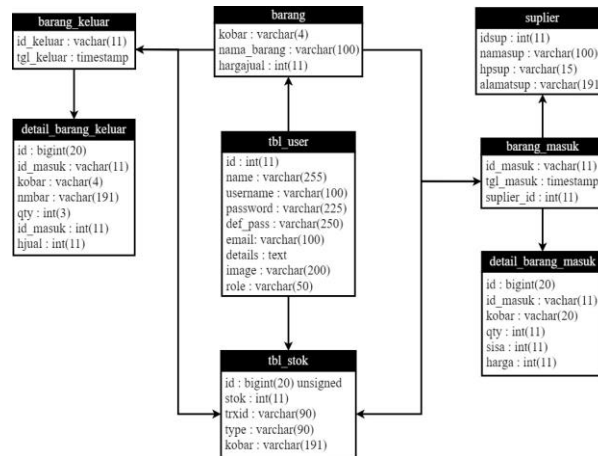 barang_keluar
id_keluar : vachar(11)
tgl_keluar : timestamp
barang
kobar : varchar(4)
nama_barang : varchar(100)
hargajual : int(11)
suplier
idsup : int(11)
namasup : varchar(100)
hpsup : varchar(15)
alamatsup : varchar(191)
detail_barang_keluar
id : bigint(20)
id_masuk : vachar(11)
kobar : vachar(4)
nmbar : varchar(191)
qty : int(3)
id_masuk : int(11)
hjual : int(11)
tbl_user
id : int(11)
name : varchar(255)
username : varchar(100)
password : varchar(225)
def_pass : varchar(250)
email: varchar(100)
details : text
image : varchar(200)
role : varchar(50)
barang_masuk
id_masuk : vachar(11)
tgl_masuk : timestamp
suplier_id : int(11)
detail_barang_masuk
id : bigint(20)
id_masuk : vachar(11)
kobar : vachar(20)
qty : int(11)
sisa : int(11)
harga : int(11)
tbl_stok
id : bigint(20) unsigned
stok : int(11)
trxid : varchar(90)
type : varchar(90)
kobar : varchar(191)